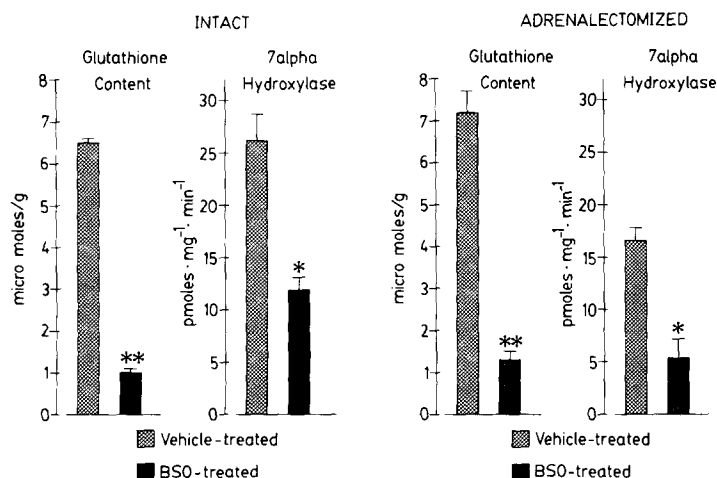 INTACT
Glutathione
Content
7alpha
Hydroxylase
micro moles/g
8
7
6
5
4
3
2
1
0
**
pmoles · mg⁻¹ · min⁻¹
30
25
20
15
10
5
0
*
Vehicle-treated
BSO-treated
ADRENALECTOMIZED
Glutathione
Content
7alpha
Hydroxylase
micro moles/g
8
7
6
5
4
3
2
1
0
**
pmoles · mg⁻¹ · min⁻¹
30
25
20
15
10
5
0
*
Vehicle-treated
BSO-treated